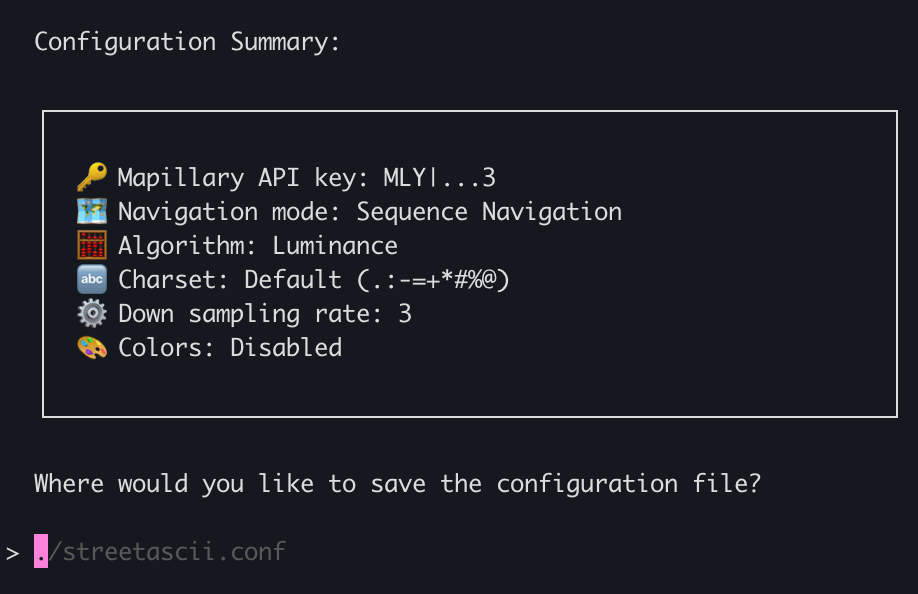 Configuration Summary:
🔑 Mapillary API key: MLY|...3
🗺️ Navigation mode: Sequence Navigation
🧮 Algorithm: Luminance
🔤 Charset: Default (.:-=+*#%@)
⚙️ Down sampling rate: 3
🎨 Colors: Disabled
Where would you like to save the configuration file?
> ./streetascii.conf